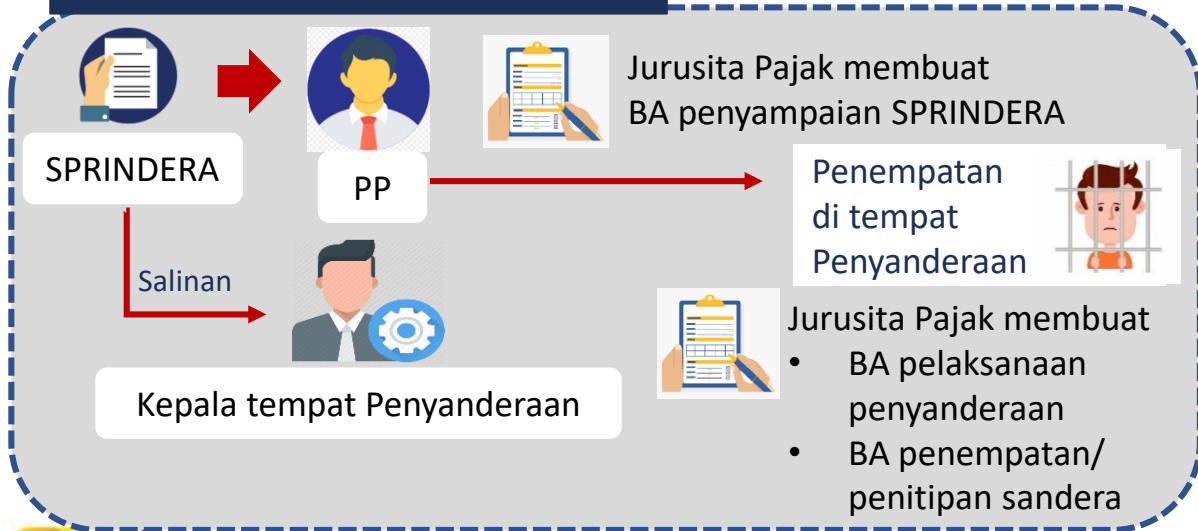 Jurusita Pajak membuat
BA penyampaian SPRINDERA
SPRINDERA
PP
Penempatan
di tempat
Penyanderaan
Salinan
Kepala tempat Penyanderaan
Jurusita Pajak membuat
• BA pelaksanaan
penyanderaan
• BA penempatan/
penitipan sandera